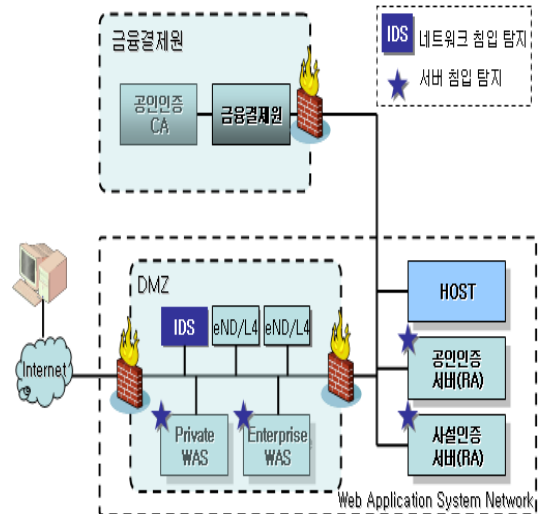 금융결제원
IDS 네트워크 침입 탐지
서버 침입 탐지
공인인증
CA
금융결제원
DMZ
IDS
eND/L4
eND/L4
HOST
Internet
공인인증
서버(RA)
Private
WAS
Enterprise
WAS
사설인증
서버(RA)
Web Application System Network